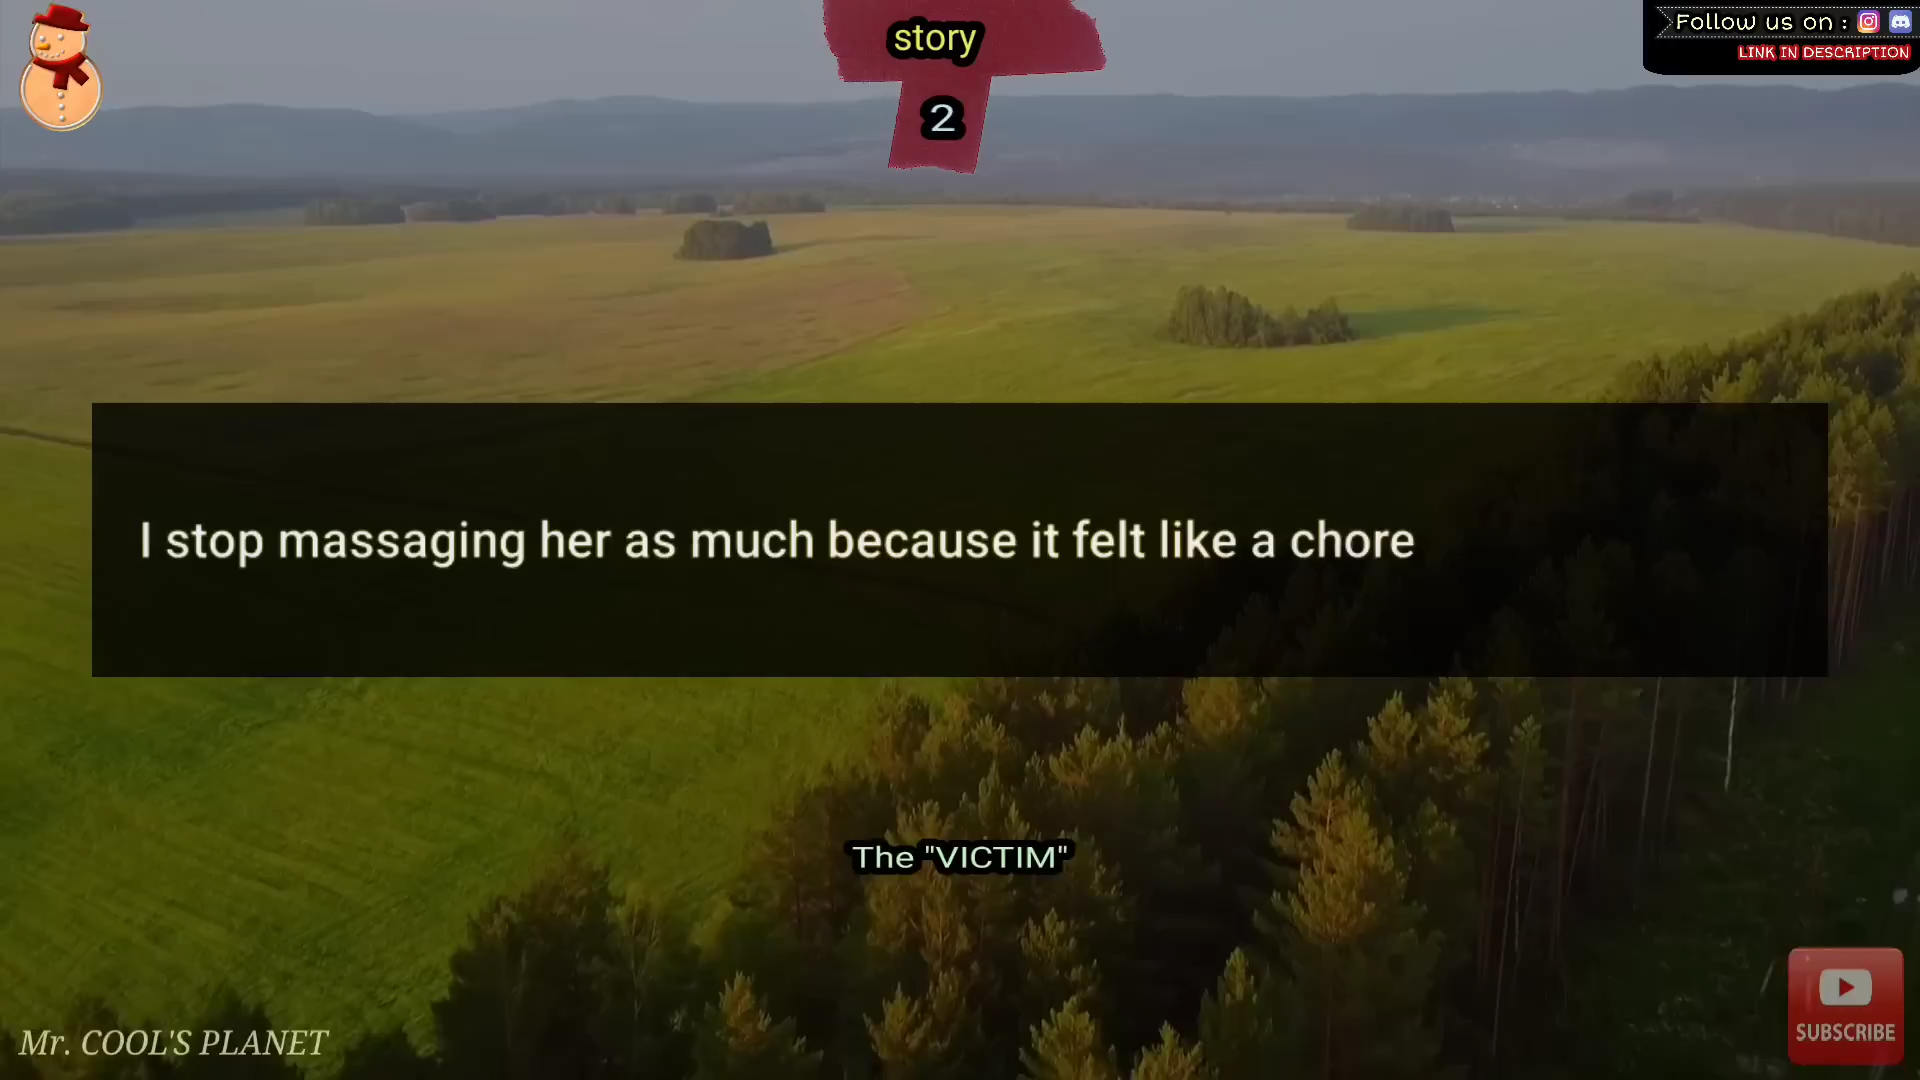 story
2
Follow us on :
LINK IN DESCRIPTION
I stop massaging her as much because it felt like a chore
The "VICTIM"
Mr. COOL'S PLANET
SUBSCRIBE